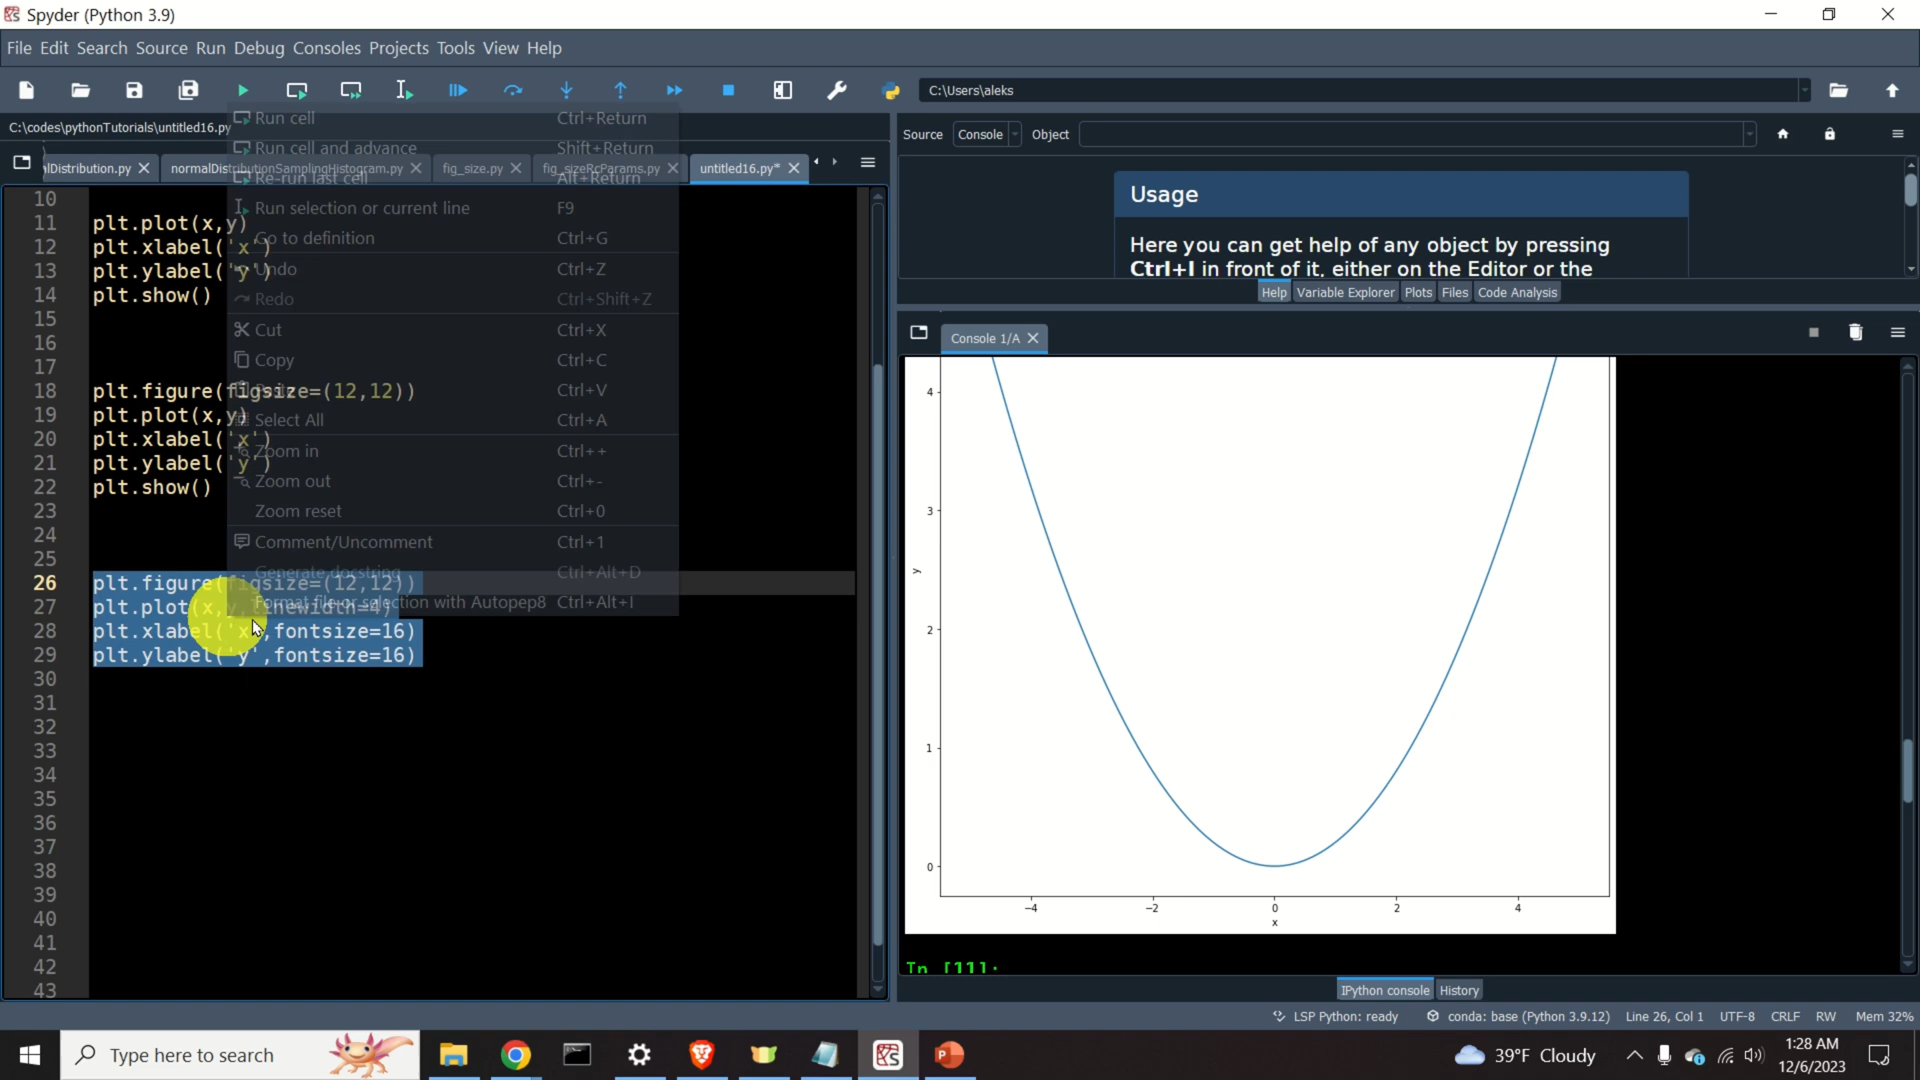 Spyder (Python 3.9)
File Edit Search Source Run Debug Consoles Projects Tools View Help
C:\Users\aleks
C:\codes\pythonTutorials\untitled16.py
Source Console Object
lDistribution.py normalDistributionSamplingHistogram.py fig_size.py fig_sizeRcParams.py untitled16.py*
Usage
Here you can get help of any object by pressing
Ctrl+I in front of it, either on the Editor or the
Help Variable Explorer Plots Files Code Analysis
Console 1/A
Run cell Ctrl+Return
Run cell and advance Shift+Return
Re-run last cell Alt+Return
Run selection or current line F9
Go to definition Ctrl+G
Undo Ctrl+Z
Redo Ctrl+Shift+Z
Cut Ctrl+X
Copy Ctrl+C
Ctrl+V
Select All Ctrl+A
Zoom in Ctrl++
Zoom out Ctrl+-
Zoom reset Ctrl+0
Comment/Uncomment Ctrl+1
Generate docstring Ctrl+Alt+D
Format file or selection with Autopep8 Ctrl+Alt+I
10
11 plt.plot(x,y)
12 plt.xlabel('x')
13 plt.ylabel('y')
14 plt.show()
15
16
17
18 plt.figure(figsize=(12,12))
19 plt.plot(x,y)
20 plt.xlabel('x')
21 plt.ylabel('y')
22 plt.show()
23
24
25
26 plt.figure(figsize=(12,12))
27 plt.plot(x,y,linewidth=4)
28 plt.xlabel('x',fontsize=16)
29 plt.ylabel('y',fontsize=16)
30
31
32
33
34
35
36
37
38
39
40
41
42
43
4
3
2
1
0
y
−4 −2 0 2 4
x
In [11]:
IPython console History
LSP Python: ready conda: base (Python 3.9.12) Line 26, Col 1 UTF-8 CRLF RW Mem 32%
Type here to search
39°F Cloudy
1:28 AM
12/6/2023